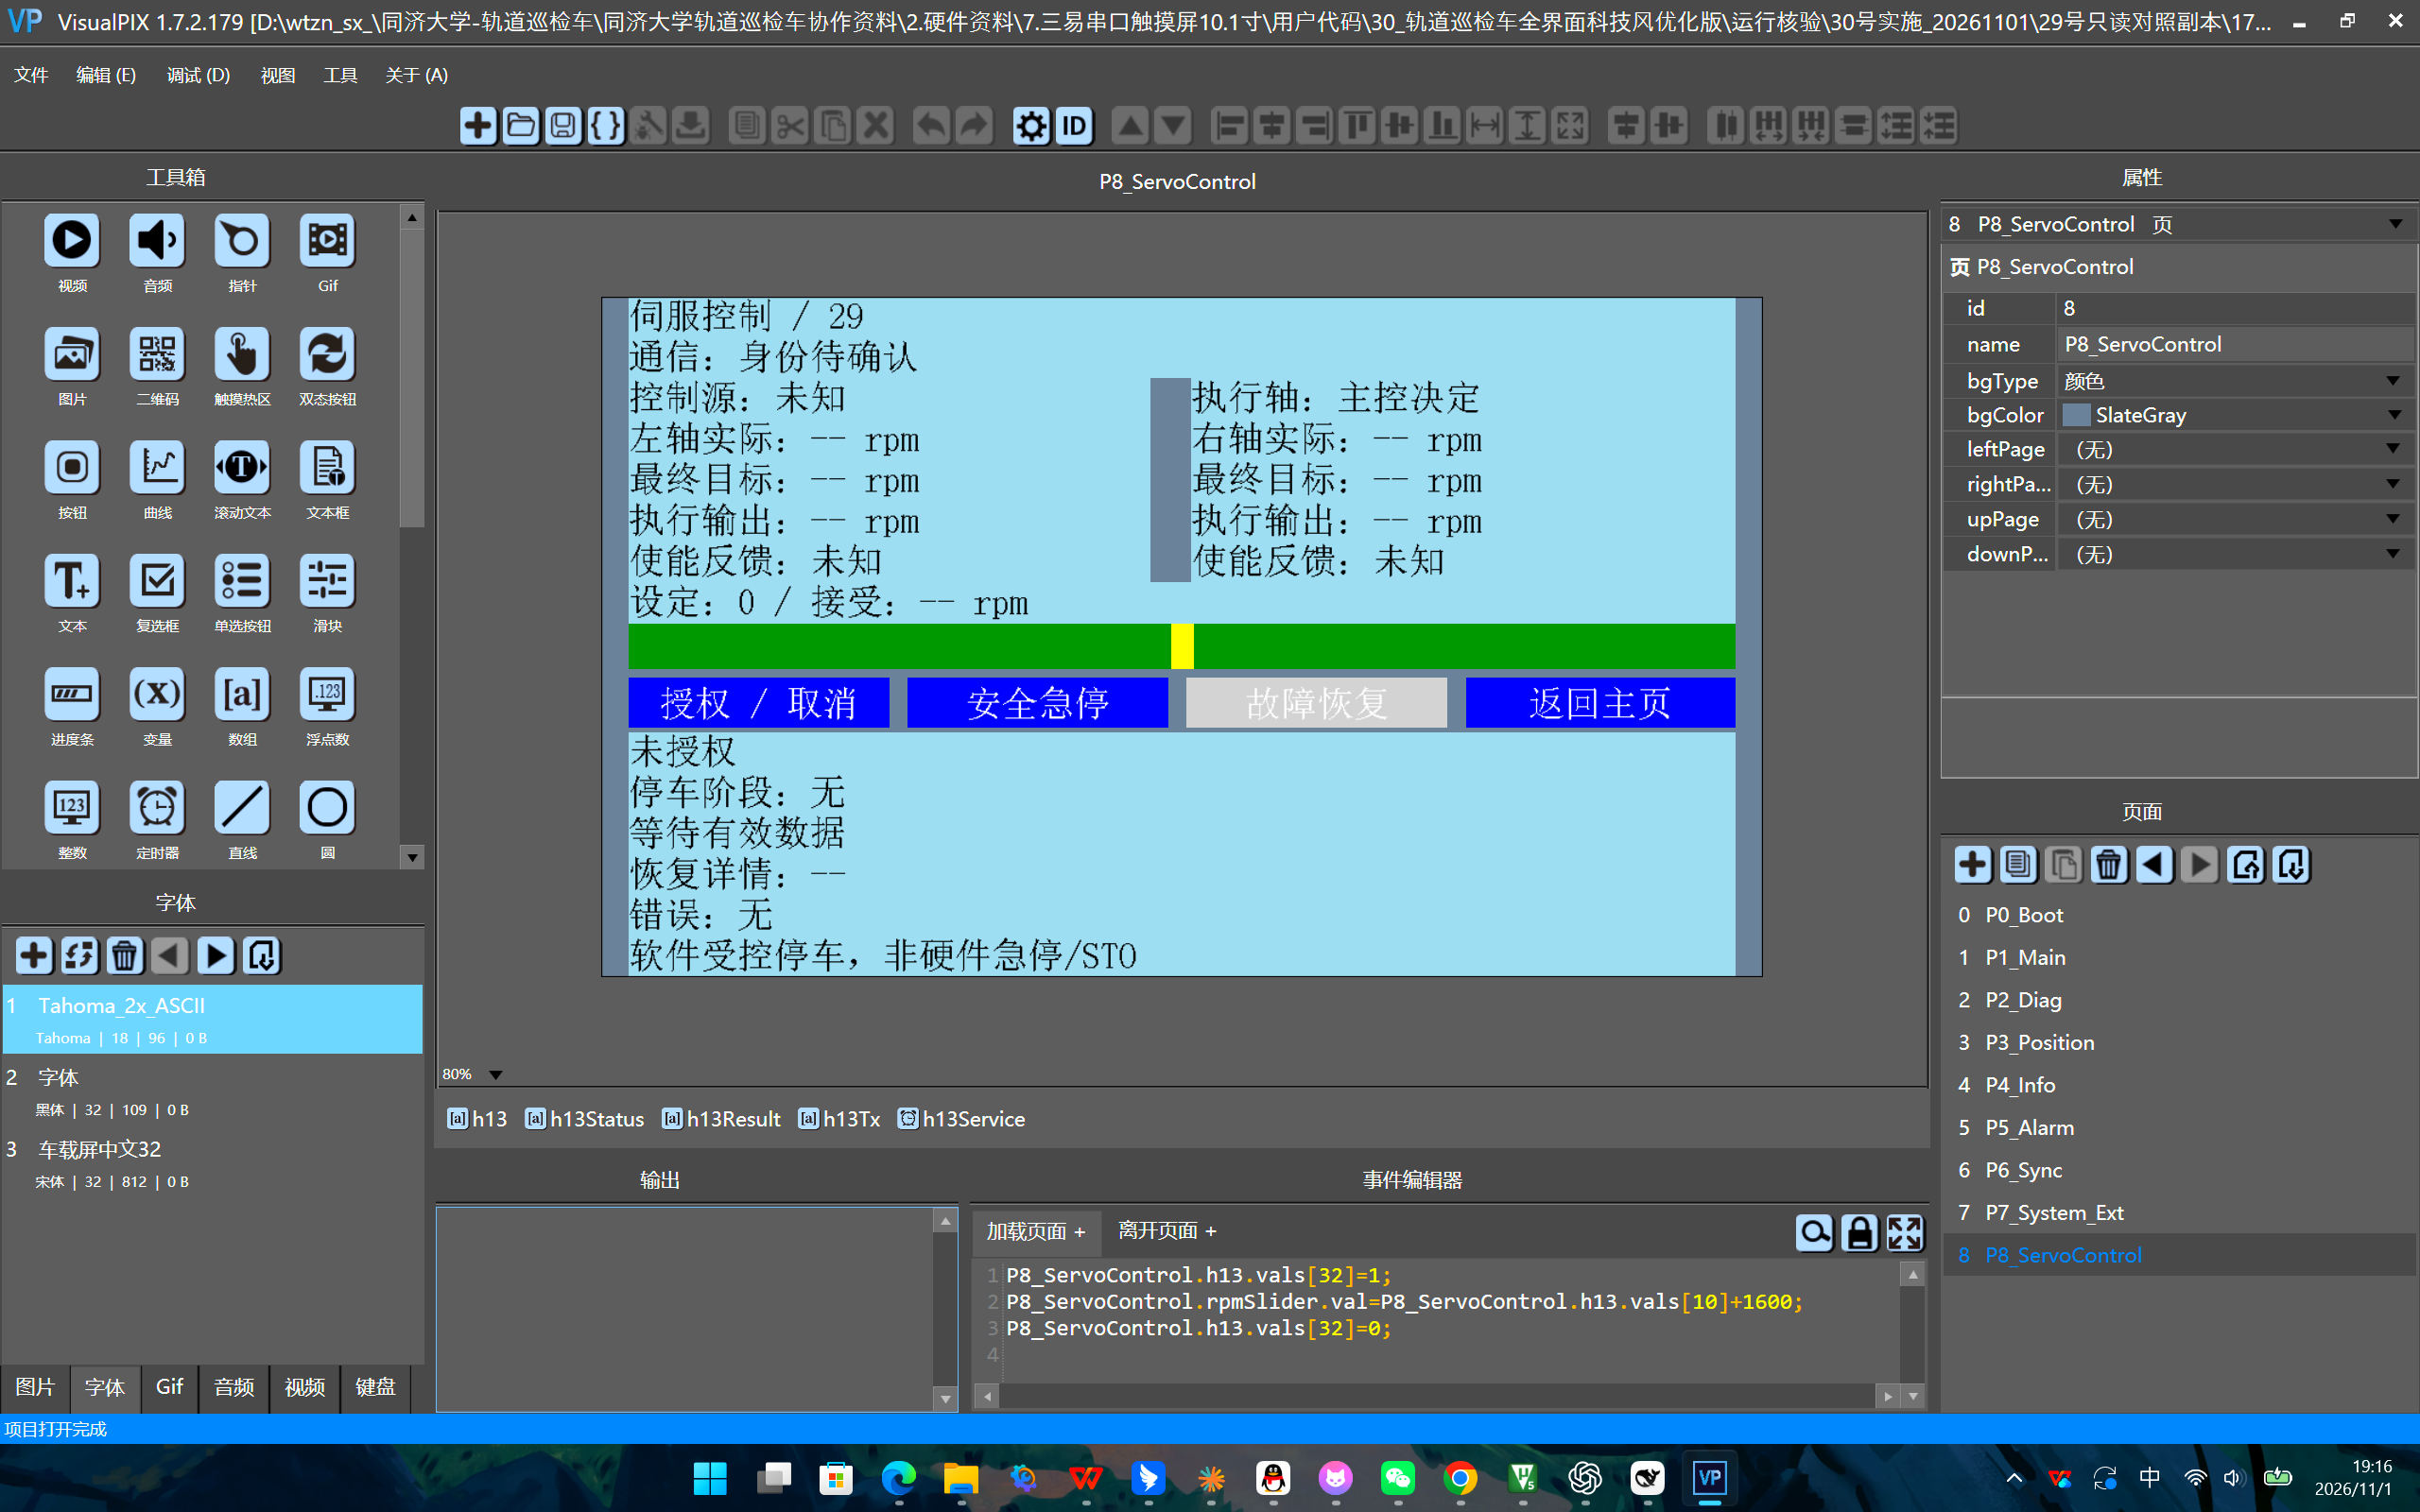 VP VisualPIX 1.7.2.179 [D:\wtzn_sx_\同济大学-轨道巡检车\同济大学轨道巡检车协作资料\2.硬件资料\7.三易串口触摸屏10.1寸\用户代码\30_轨道巡检车全界面科技风优化版\运行核验\30号实施_20261101\29号只读对照副本\17...
文件 编辑 (E) 调试 (D) 视图 工具 关于 (A)
ID
工具箱
视频 音频 指针 Gif
图片 二维码 触摸热区 双态按钮
按钮 曲线 滚动文本 文本框
文本 复选框 单选按钮 滑块
进度条 变量 数组 浮点数
整数 定时器 直线 圆
字体
1 Tahoma_2x_ASCII
Tahoma | 18 | 96 | 0 B
2 字体
黑体 | 32 | 109 | 0 B
3 车载屏中文32
宋体 | 32 | 812 | 0 B
图片 字体 Gif 音频 视频 键盘
项目打开完成
P8_ServoControl
伺服控制 / 29
通信：身份待确认
控制源：未知 执行轴：主控决定
左轴实际：-- rpm 右轴实际：-- rpm
最终目标：-- rpm 最终目标：-- rpm
执行输出：-- rpm 执行输出：-- rpm
使能反馈：未知 使能反馈：未知
设定：0 / 接受：-- rpm
授权 / 取消 安全急停 故障恢复 返回主页
未授权
停车阶段：无
等待有效数据
恢复详情：--
错误：无
软件受控停车，非硬件急停/STO
80%
[a] h13 [a] h13Status [a] h13Result [a] h13Tx h13Service
输出
事件编辑器
加载页面 + 离开页面 +
1 P8_ServoControl.h13.vals[32]=1;
2 P8_ServoControl.rpmSlider.val=P8_ServoControl.h13.vals[10]+1600;
3 P8_ServoControl.h13.vals[32]=0;
4
属性
8 P8_ServoControl 页
页 P8_ServoControl
id 8
name P8_ServoControl
bgType 颜色
bgColor SlateGray
leftPage (无)
rightPa... (无)
upPage (无)
downP... (无)
页面
0 P0_Boot
1 P1_Main
2 P2_Diag
3 P3_Position
4 P4_Info
5 P5_Alarm
6 P6_Sync
7 P7_System_Ext
8 P8_ServoControl
VP
中
19:16
2026/11/1